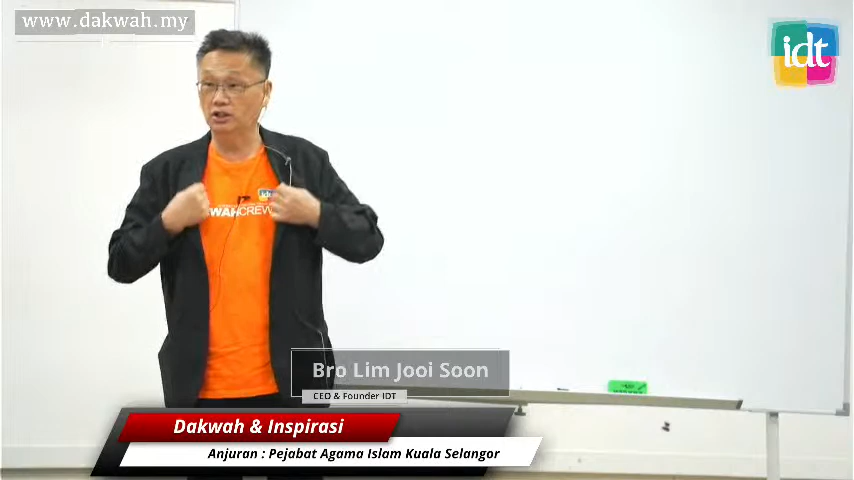 www.dakwah.my
idt
idt
WAHCREW
Bro Lim Jooi Soon
CEO & Founder IDT
Dakwah & Inspirasi
Anjuran : Pejabat Agama Islam Kuala Selangor